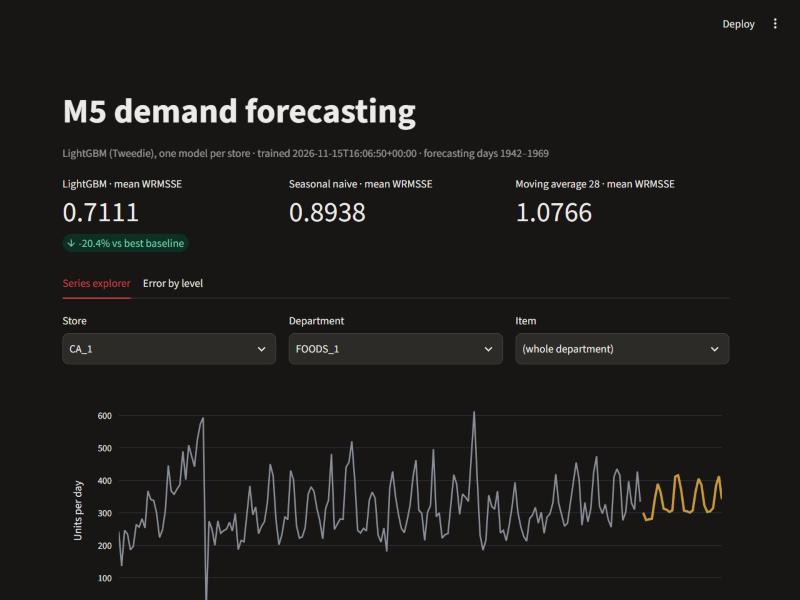 Deploy
M5 demand forecasting
LightGBM (Tweedie), one model per store · trained 2026-11-15T16:06:50+00:00 · forecasting days 1942–1969
LightGBM · mean WRMSSE
Seasonal naive · mean WRMSSE
Moving average 28 · mean WRMSSE
0.7111
0.8938
1.0766
↓ -20.4% vs best baseline
Series explorer
Error by level
Store
Department
Item
CA_1
FOODS_1
(whole department)
600
500
400
300
200
100
Units per day